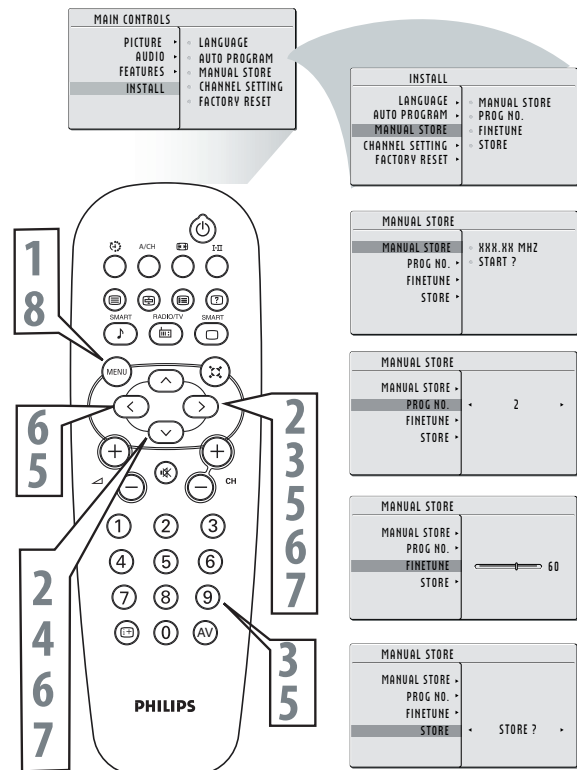 MAIN CONTROLS
PICTURE
AUDIO
FEATURES
INSTALL
LANGUAGE
AUTO PROGRAM
MANUAL STORE
CHANNEL SETTING
FACTORY RESET
INSTALL
LANGUAGE
AUTO PROGRAM
MANUAL STORE
CHANNEL SETTING
FACTORY RESET
MANUAL STORE
PROG NO.
FINETUNE
STORE
MANUAL STORE
MANUAL STORE
PROG NO.
FINETUNE
STORE
XXX.XX MHZ
START ?
MANUAL STORE
MANUAL STORE
PROG NO.
FINETUNE
STORE
2
MANUAL STORE
MANUAL STORE
PROG NO.
FINETUNE
STORE
60
MANUAL STORE
MANUAL STORE
PROG NO.
FINETUNE
STORE
STORE ?
A/CH
I-II
SMART
RADIO/TV
SMART
MENU
CH
1 2 3
4 5 6
7 8 9
0 AV
PHILIPS
1
8
6
5
2
4
6
7
2
3
5
6
7
3
5